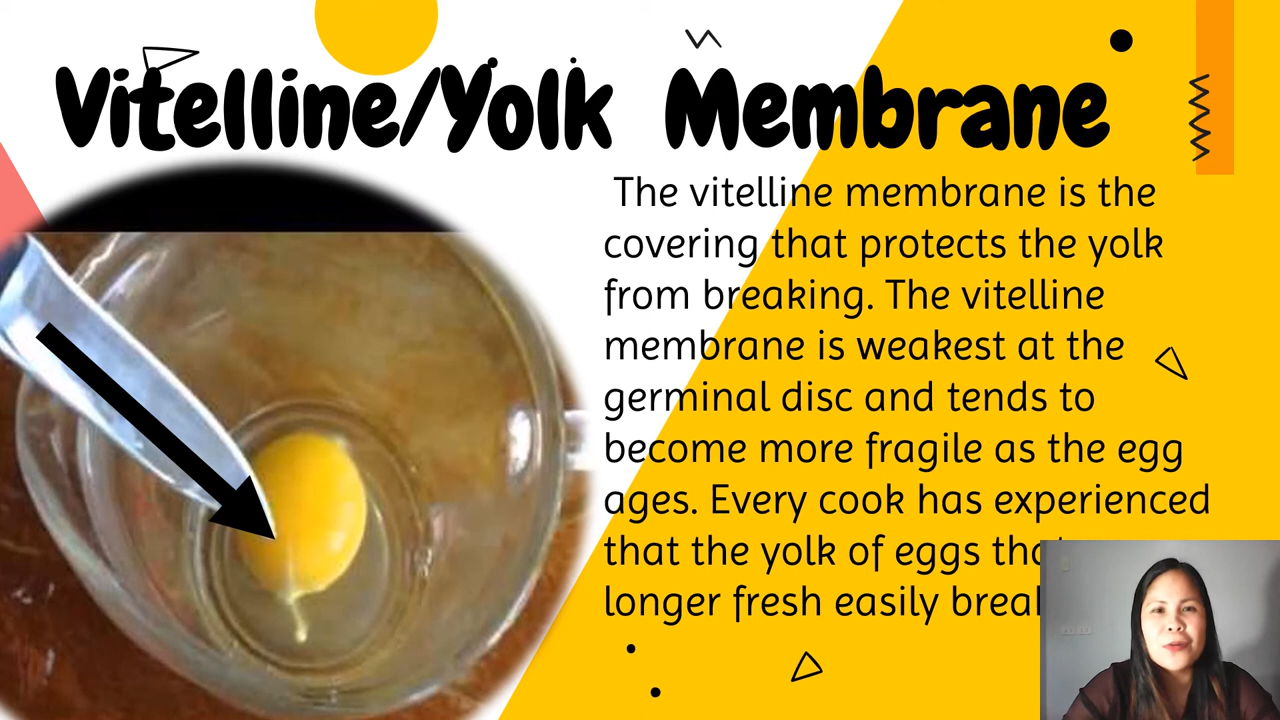 Vitelline/Yolk Membrane
The vitelline membrane is the
covering that protects the yolk
from breaking. The vitelline
membrane is weakest at the
germinal disc and tends to
become more fragile as the egg
ages. Every cook has experienced
that the yolk of eggs
longer fresh easily